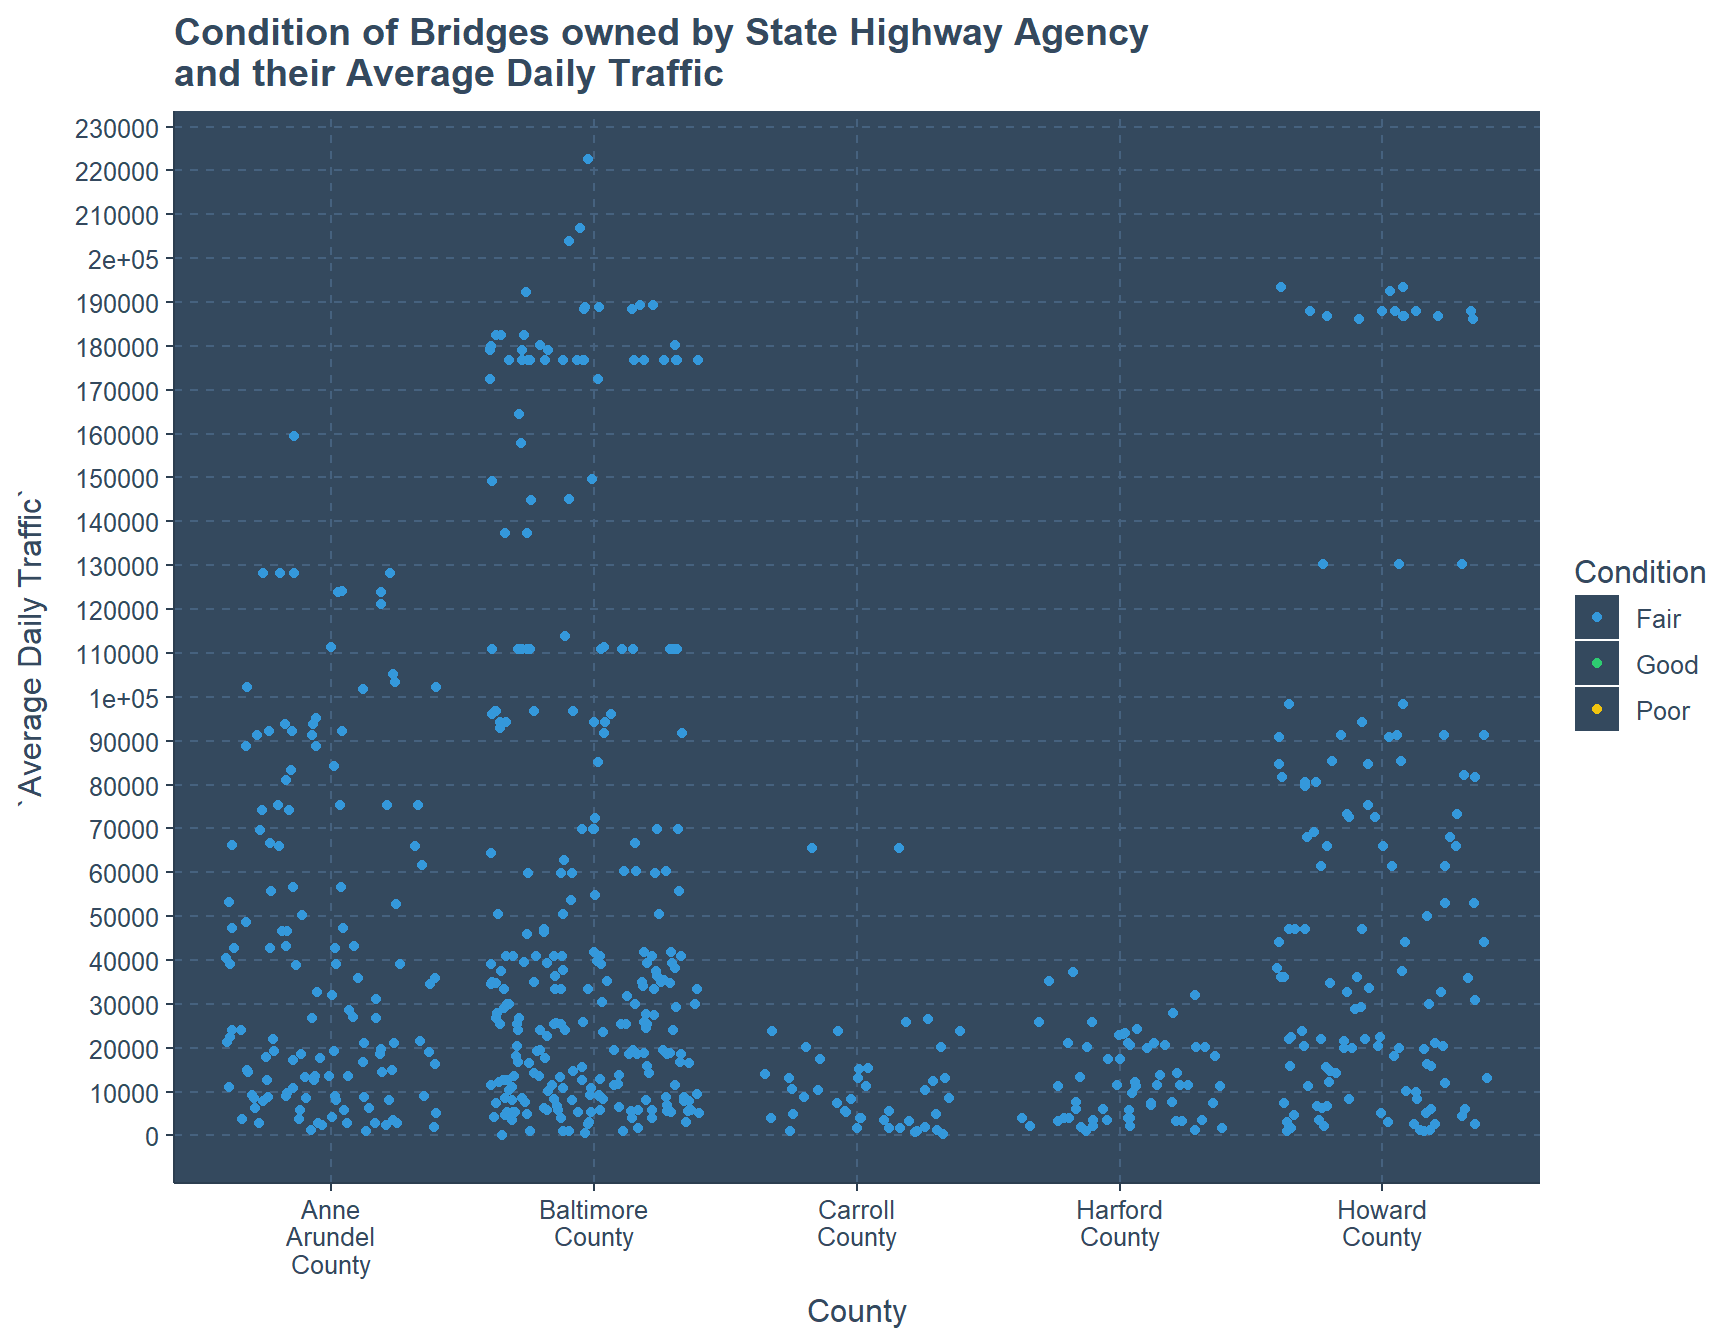 Condition of Bridges owned by State Highway Agency
and their Average Daily Traffic
230000
220000
210000
2e+05
190000
180000
170000
160000
150000
140000
130000
120000
110000
1e+05
90000
80000
70000
60000
50000
40000
30000
20000
10000
0
`Average Daily Traffic`
Anne
Arundel
County
Baltimore
County
Carroll
County
Harford
County
Howard
County
County
Condition
Fair
Good
Poor